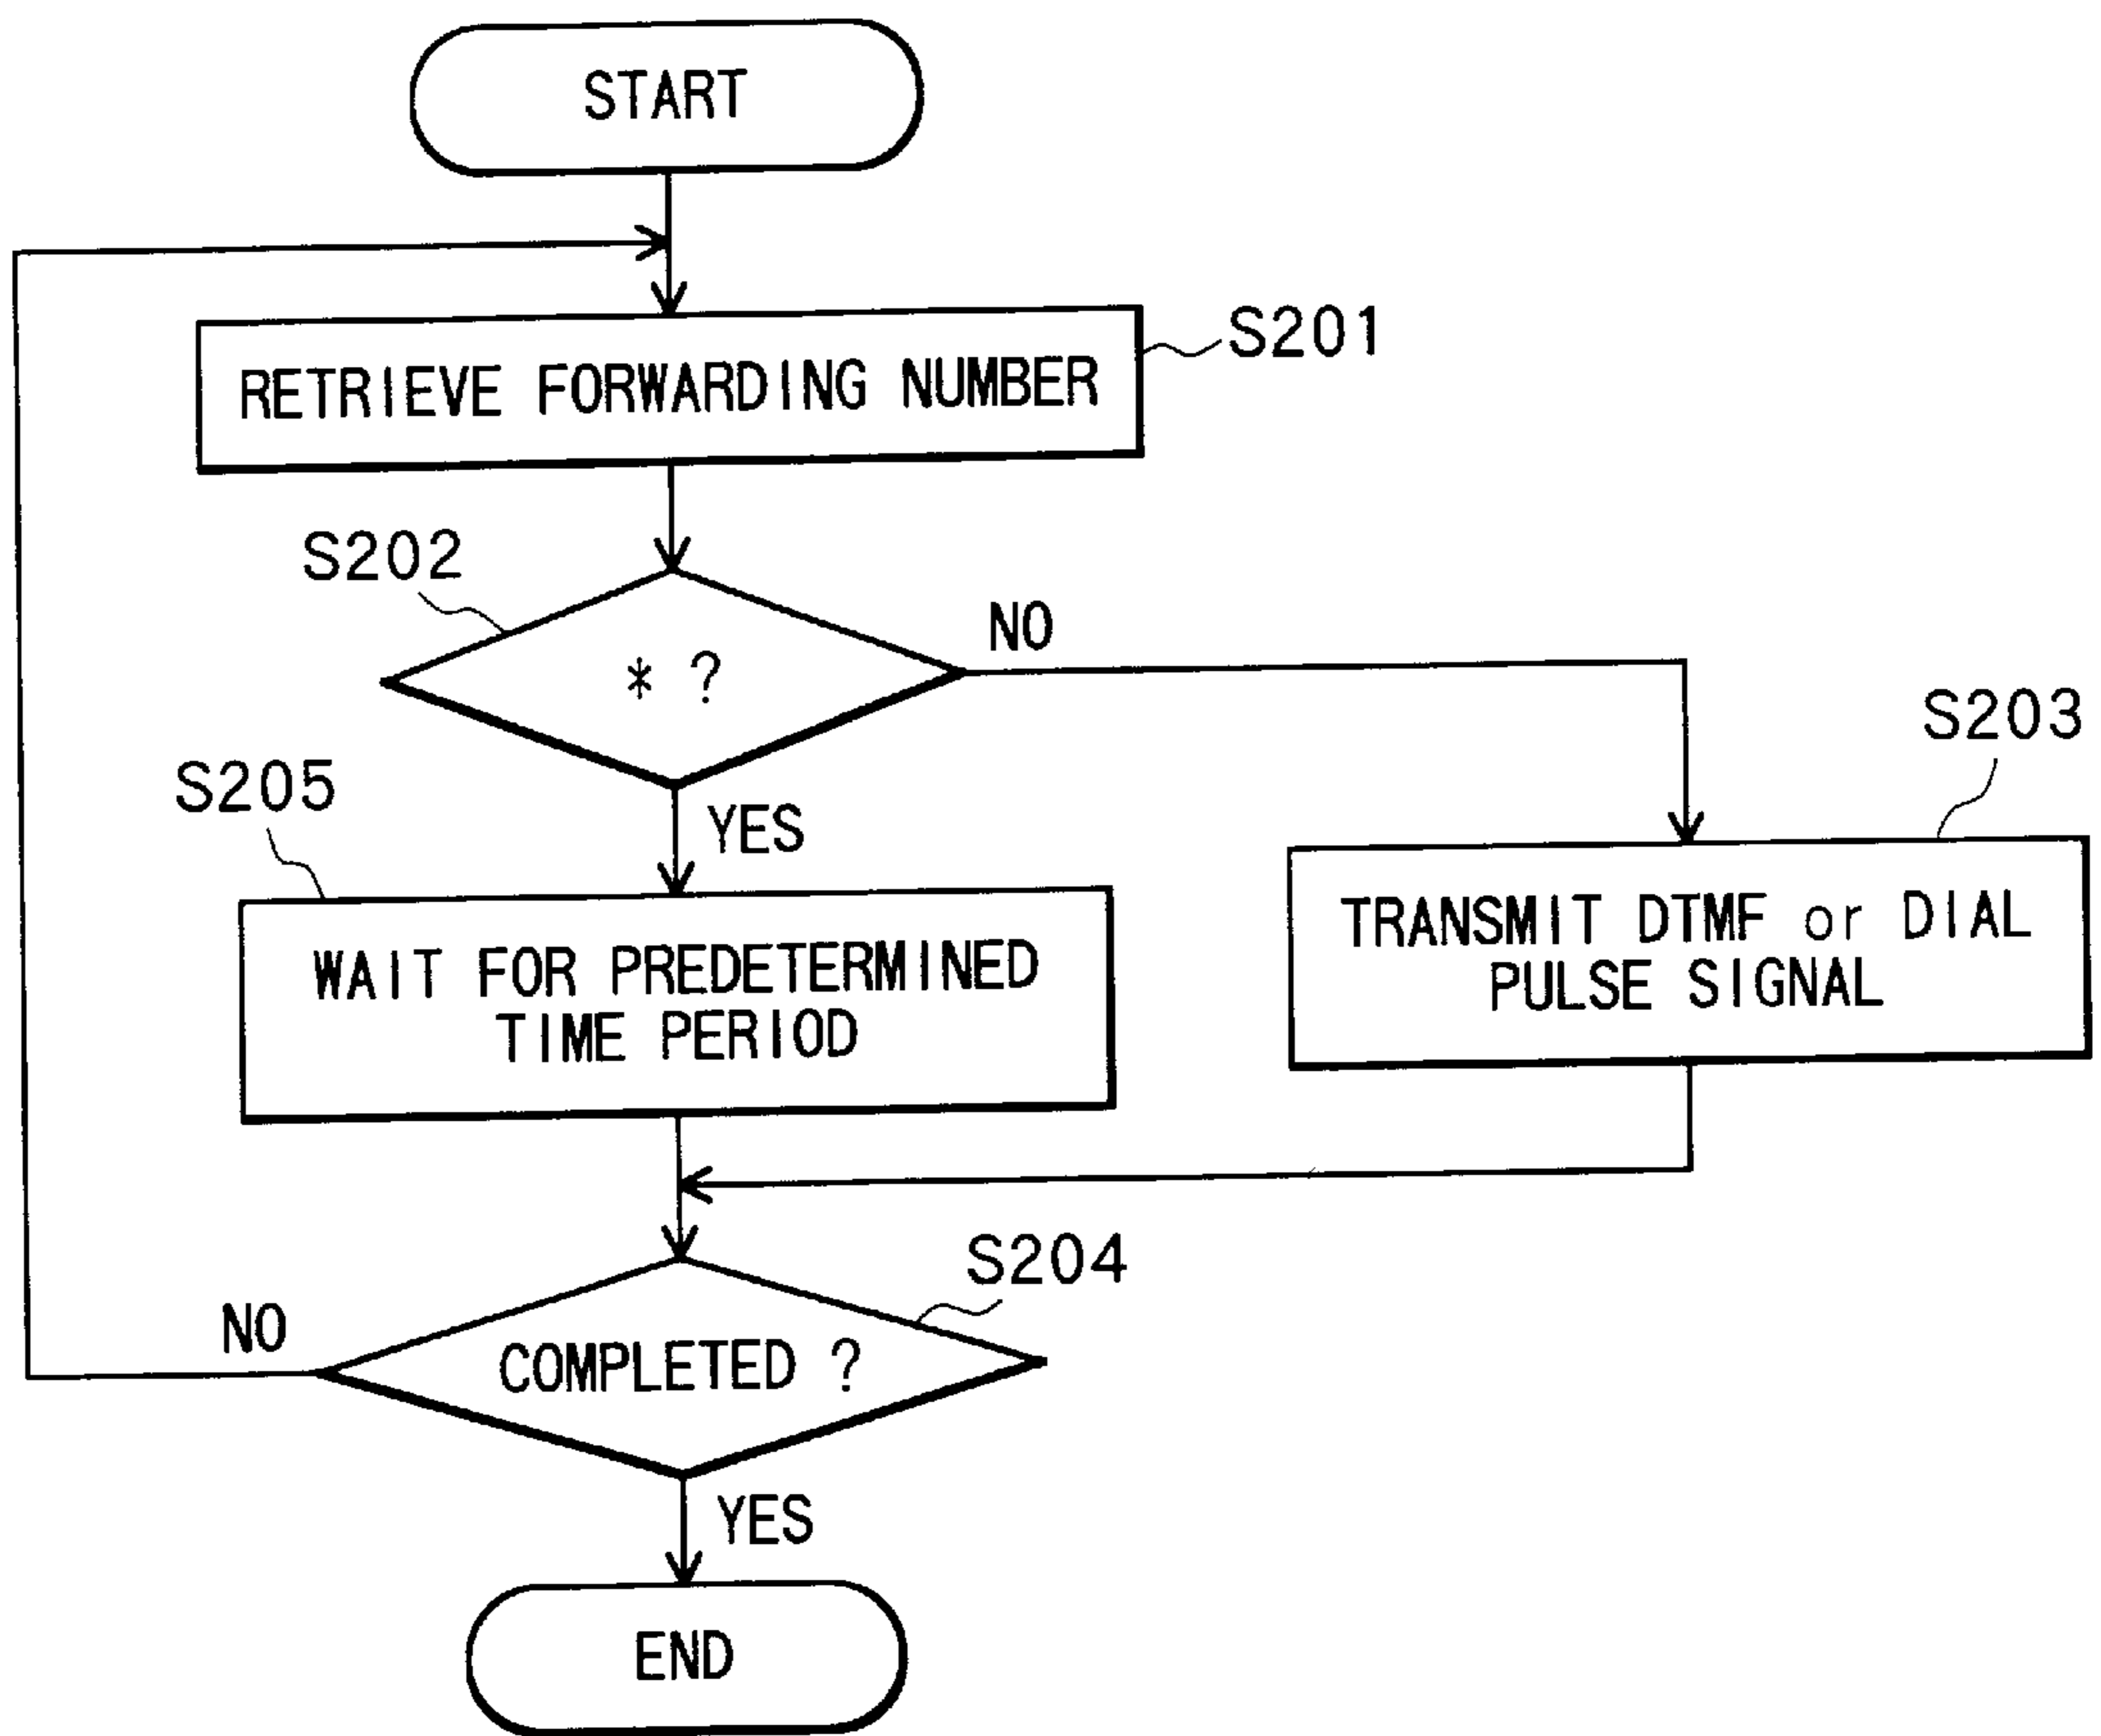 START
RETRIEVE FORWARDING NUMBER
S201
S202
* ?
NO
S203
S205
YES
TRANSMIT DTMF or DIAL
PULSE SIGNAL
WAIT FOR PREDETERMINED
TIME PERIOD
S204
NO
COMPLETED ?
YES
END